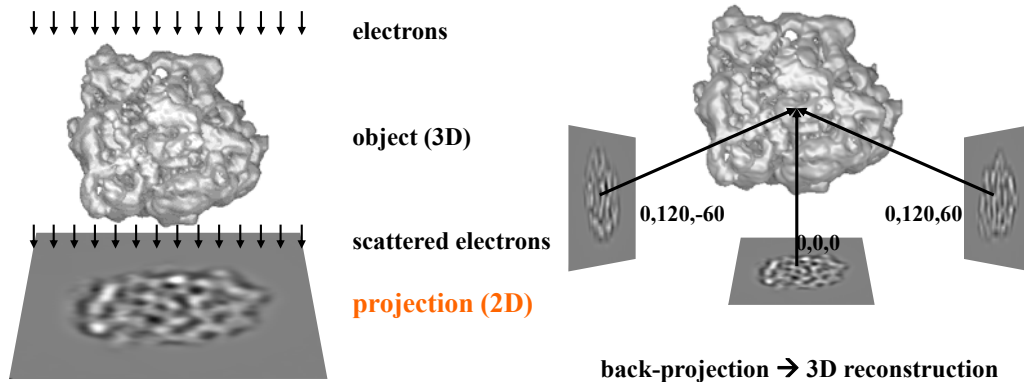 electrons
object (3D)
scattered electrons
projection (2D)
0,120,-60
0,120,60
0,0,0
back-projection → 3D reconstruction